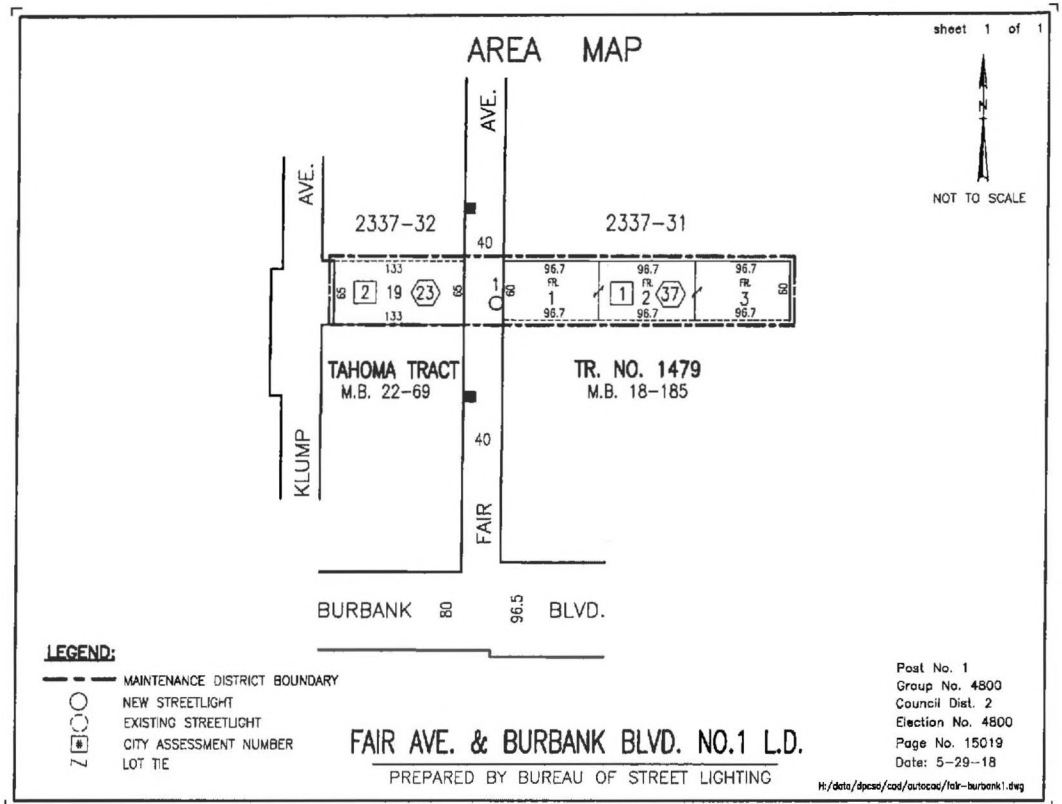 sheet 1 of 1
AREA MAP
N
NOT TO SCALE
AVE.
AVE.
2337-32
2337-31
40
133
96.7
96.7
96.7
65
2
19
23
65
1
60
FR.
1
1
FR.
2
37
FR.
3
60
133
96.7
96.7
96.7
TAHOMA TRACT
M.B. 22-69
TR. NO. 1479
M.B. 18-185
40
KLUMP
FAIR
BURBANK 80 96.5 BLVD.
LEGEND:
MAINTENANCE DISTRICT BOUNDARY
NEW STREETLIGHT
EXISTING STREETLIGHT
# CITY ASSESSMENT NUMBER
LOT TIE
FAIR AVE. & BURBANK BLVD. NO.1 L.D.
PREPARED BY BUREAU OF STREET LIGHTING
Post No. 1
Group No. 4800
Council Dist. 2
Election No. 4800
Page No. 15019
Date: 5-29-18
H:/data/dpcsd/cad/autocad/fair-burbank1.dwg